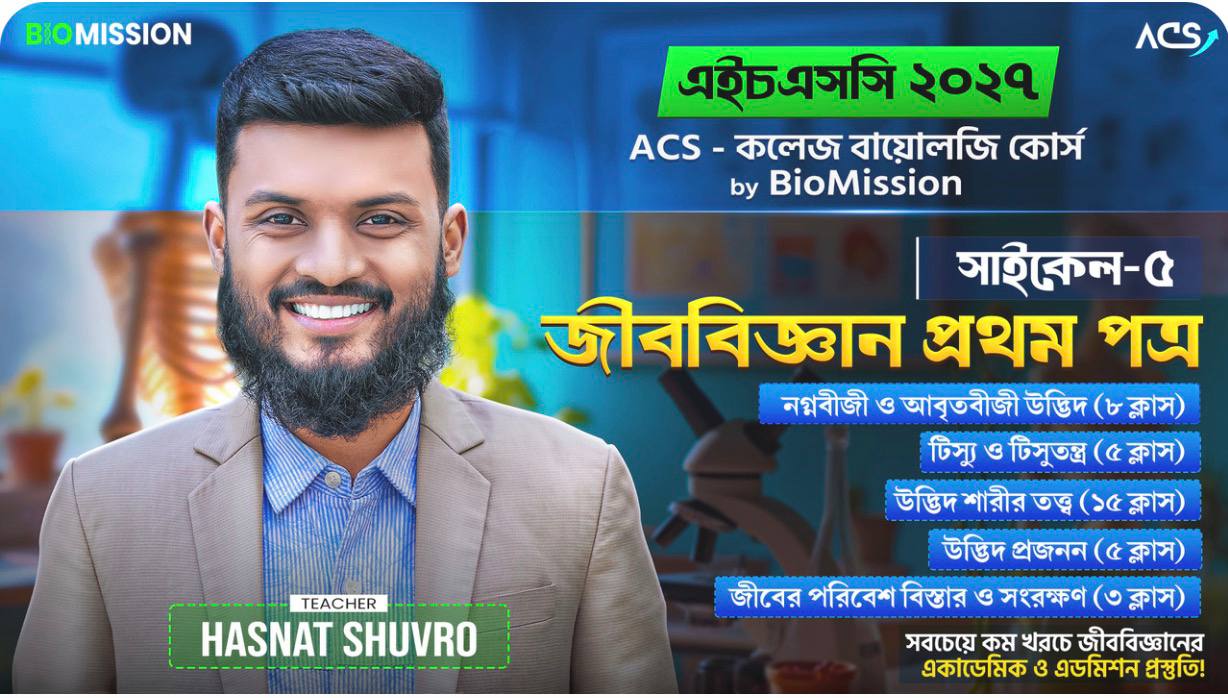 BIOMISSION
ACS
এইচএসসি ২০২৭
ACS - কলেজ বায়োলজি কোর্স
by BioMission
সাইকেল-৫
জীববিজ্ঞান প্রথম পত্র
নগ্নবীজী ও আবৃতবীজী উদ্ভিদ (৮ ক্লাস)
টিস্যু ও টিসুতন্ত্র (৫ ক্লাস)
উদ্ভিদ শারীর তত্ত্ব (১৫ ক্লাস)
উদ্ভিদ প্রজনন (৫ ক্লাস)
জীবের পরিবেশ বিস্তার ও সংরক্ষণ (৩ ক্লাস)
সবচেয়ে কম খরচে জীববিজ্ঞানের
একাডেমিক ও এডমিশন প্রস্তুতি!
TEACHER
HASNAT SHUVRO